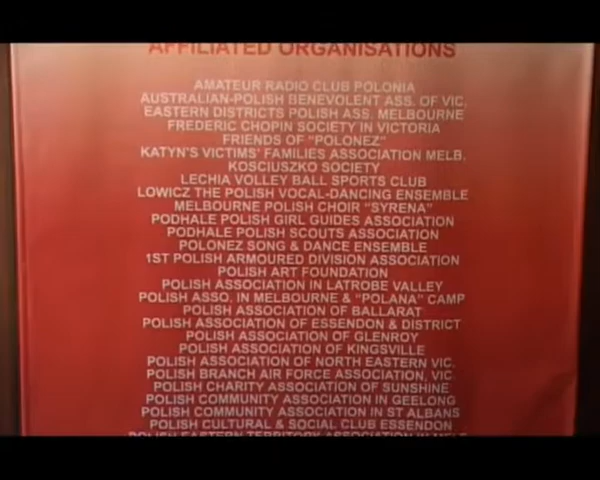 AFFILIATED ORGANISATIONS
AMATEUR RADIO CLUB POLONIA
AUSTRALIAN-POLISH BENEVOLENT ASS. OF VIC.
EASTERN DISTRICTS POLISH ASS. MELBOURNE
FREDERIC CHOPIN SOCIETY IN VICTORIA
FRIENDS OF "POLONEZ"
KATYN'S VICTIMS' FAMILIES ASSOCIATION MELB.
KOSCIUSZKO SOCIETY
LECHIA VOLLEY BALL SPORTS CLUB
LOWICZ THE POLISH VOCAL-DANCING ENSEMBLE
MELBOURNE POLISH CHOIR "SYRENA"
PODHALE POLISH GIRL GUIDES ASSOCIATION
PODHALE POLISH SCOUTS ASSOCIATION
POLONEZ SONG & DANCE ENSEMBLE
1ST POLISH ARMOURED DIVISION ASSOCIATION
POLISH ART FOUNDATION
POLISH ASSOCIATION IN LATROBE VALLEY
POLISH ASSO. IN MELBOURNE & "POLANA" CAMP
POLISH ASSOCIATION OF BALLARAT
POLISH ASSOCIATION OF ESSENDON & DISTRICT
POLISH ASSOCIATION OF GLENROY
POLISH ASSOCIATION OF KINGSVILLE
POLISH ASSOCIATION OF NORTH EASTERN VIC.
POLISH BRANCH AIR FORCE ASSOCIATION, VIC.
POLISH CHARITY ASSOCIATION OF SUNSHINE
POLISH COMMUNITY ASSOCIATION IN GEELONG
POLISH COMMUNITY ASSOCIATION IN ST ALBANS
POLISH CULTURAL & SOCIAL CLUB ESSENDON
POLISH EASTERN TERRITORY ASSOCIATION IN MELB.